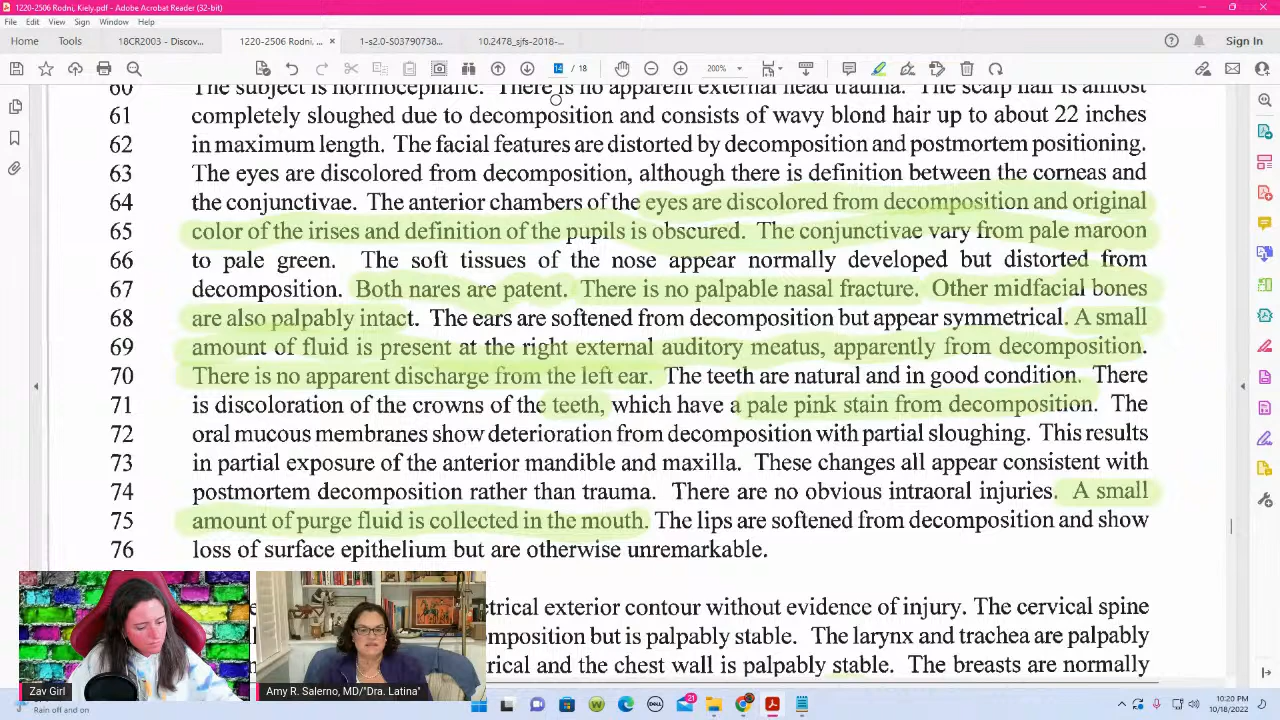 1220-2506 Rodni, Kiely.pdf - Adobe Acrobat Reader (32-bit)
File Edit View Sign Window Help
Home Tools 18CR2003 - Discov... 1220-2506 Rodni, ... × 1-s2.0-S03790738... 10.2478_sjfs-2018-... Sign In
14 / 18 200%
60 The subject is normocephalic. There is no apparent external head trauma. The scalp hair is almost
61 completely sloughed due to decomposition and consists of wavy blond hair up to about 22 inches
62 in maximum length. The facial features are distorted by decomposition and postmortem positioning.
63 The eyes are discolored from decomposition, although there is definition between the corneas and
64 the conjunctivae. The anterior chambers of the eyes are discolored from decomposition and original
65 color of the irises and definition of the pupils is obscured. The conjunctivae vary from pale maroon
66 to pale green. The soft tissues of the nose appear normally developed but distorted from
67 decomposition. Both nares are patent. There is no palpable nasal fracture. Other midfacial bones
68 are also palpably intact. The ears are softened from decomposition but appear symmetrical. A small
69 amount of fluid is present at the right external auditory meatus, apparently from decomposition.
70 There is no apparent discharge from the left ear. The teeth are natural and in good condition. There
71 is discoloration of the crowns of the teeth, which have a pale pink stain from decomposition. The
72 oral mucous membranes show deterioration from decomposition with partial sloughing. This results
73 in partial exposure of the anterior mandible and maxilla. These changes all appear consistent with
74 postmortem decomposition rather than trauma. There are no obvious intraoral injuries. A small
75 amount of purge fluid is collected in the mouth. The lips are softened from decomposition and show
76 loss of surface epithelium but are otherwise unremarkable.
exterior contour without evidence of injury. The cervical spine
but is palpably stable. The larynx and trachea are palpably
and the chest wall is palpably stable. The breasts are normally
Zav Girl
Amy R. Salerno, MD/"Dra. Latina"
Rain off and on
DELL
21
10:20 PM
10/18/2022